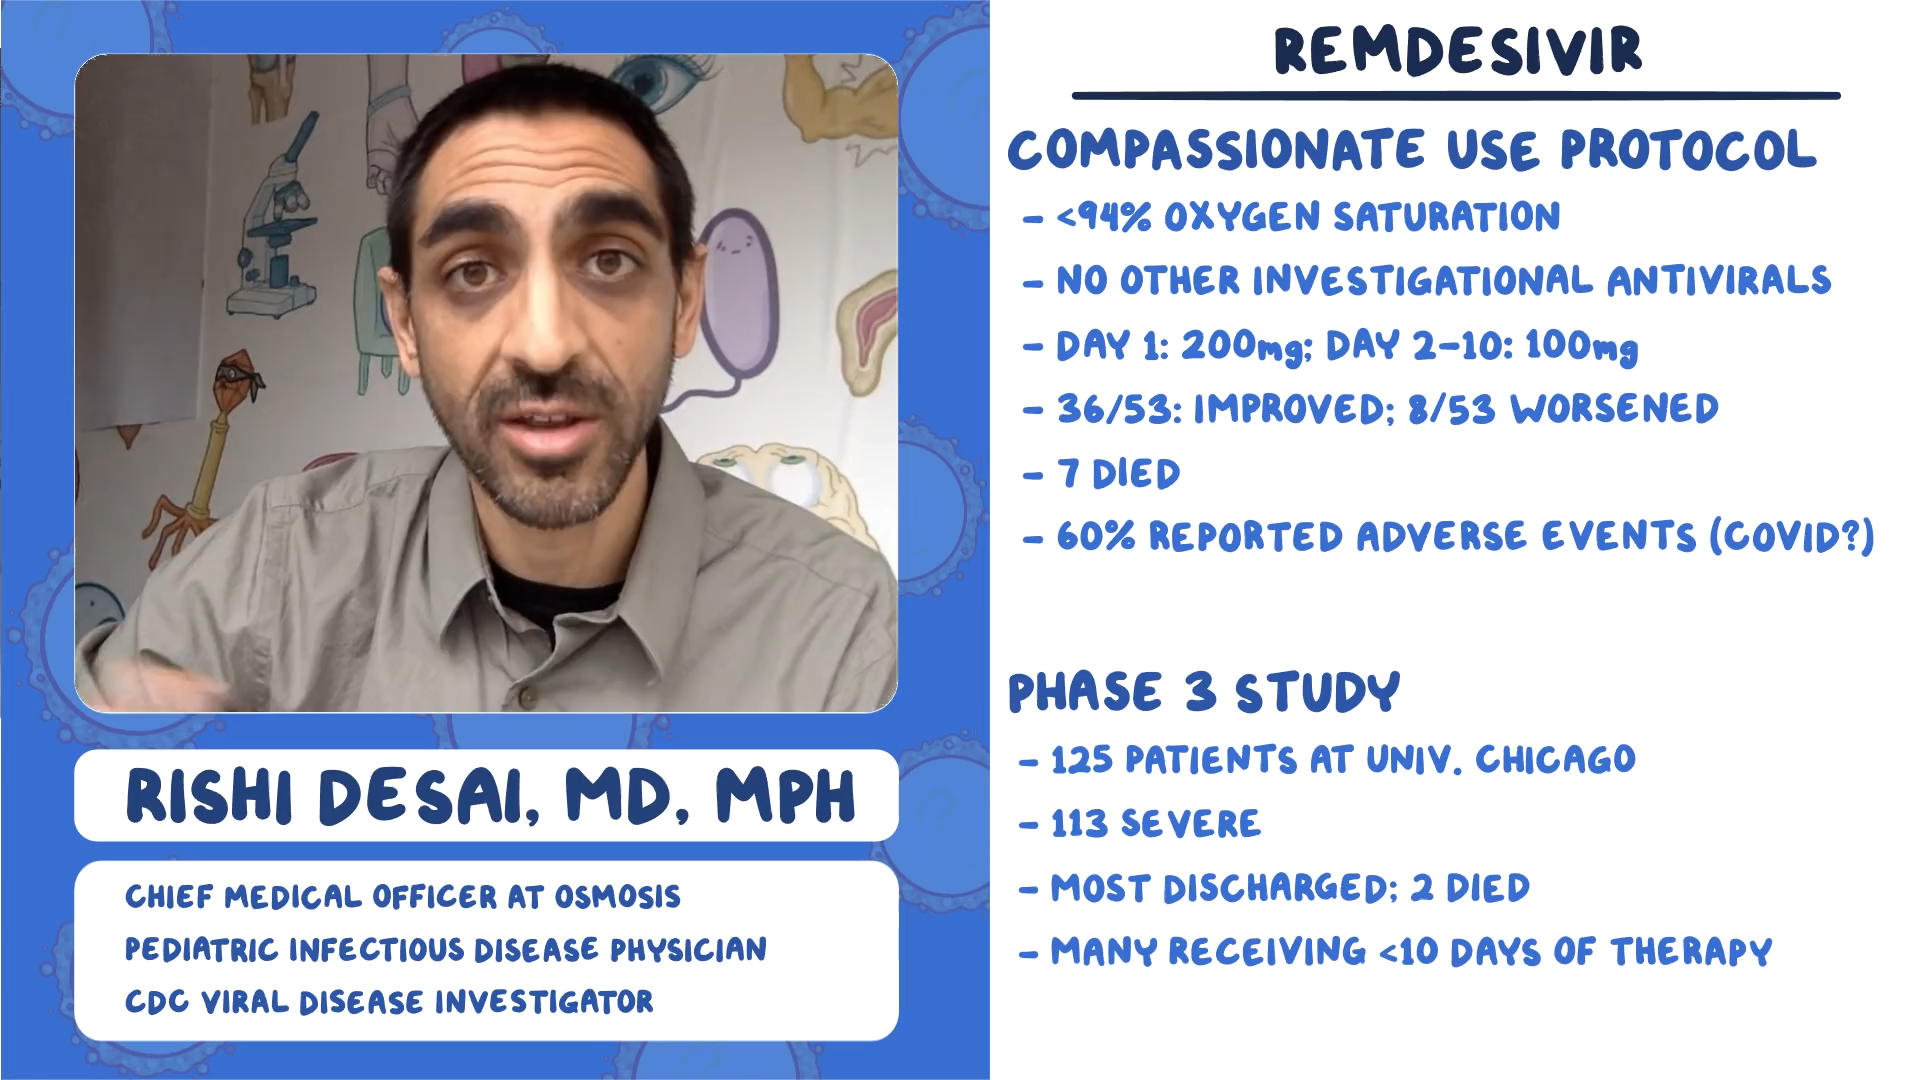 RISHI DESAI, MD, MPH
CHIEF MEDICAL OFFICER AT OSMOSIS
PEDIATRIC INFECTIOUS DISEASE PHYSICIAN
CDC VIRAL DISEASE INVESTIGATOR
REMDESIVIR
COMPASSIONATE USE PROTOCOL
- <94% OXYGEN SATURATION
- NO OTHER INVESTIGATIONAL ANTIVIRALS
- DAY 1: 200mg; DAY 2-10: 100mg
- 36/53: IMPROVED; 8/53 WORSENED
- 7 DIED
- 60% REPORTED ADVERSE EVENTS (COVID?)
PHASE 3 STUDY
- 125 PATIENTS AT UNIV. CHICAGO
- 113 SEVERE
- MOST DISCHARGED; 2 DIED
- MANY RECEIVING <10 DAYS OF THERAPY